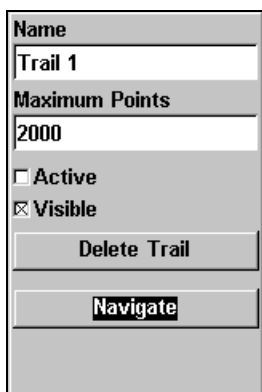 Name
Trail 1
Maximum Points
2000
Active
Visible
Delete Trail
Navigate